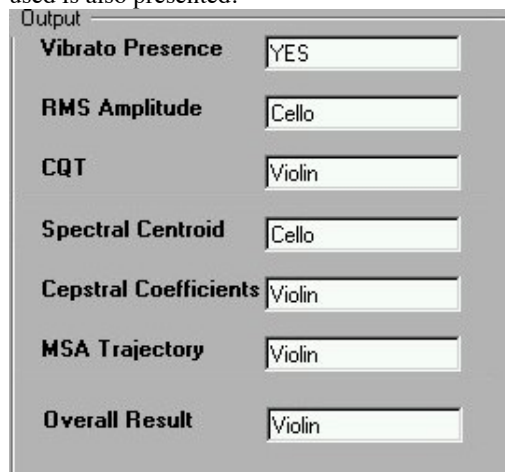 used is also presented.
Output
Vibrato Presence YES
RMS Amplitude Cello
CQT Violin
Spectral Centroid Cello
Cepstral Coefficients Violin
MSA Trajectory Violin
Overall Result Violin